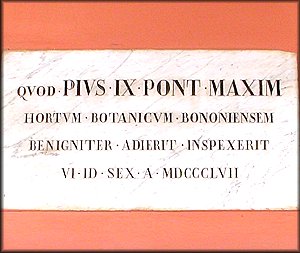 QVOD · PIVS IX · PONT · MAXIM
HORTVM · BOTANICVM · BONONIENSEM
BENIGNITER · ADIERIT · INSPEXERIT
VI · ID · SEX · A · MDCCCLVII